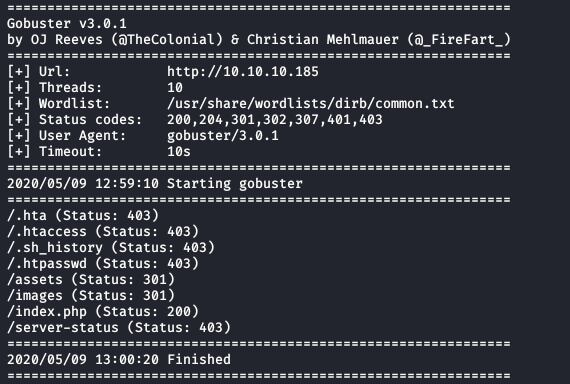 ===============================================================
Gobuster v3.0.1
by OJ Reeves (@TheColonial) & Christian Mehlmauer (@_FireFart_)
===============================================================
[+] Url:            http://10.10.10.185
[+] Threads:        10
[+] Wordlist:       /usr/share/wordlists/dirb/common.txt
[+] Status codes:   200,204,301,302,307,401,403
[+] User Agent:     gobuster/3.0.1
[+] Timeout:        10s
===============================================================
2020/05/09 12:59:10 Starting gobuster
===============================================================
/.hta (Status: 403)
/.htaccess (Status: 403)
/.sh_history (Status: 403)
/.htpasswd (Status: 403)
/assets (Status: 301)
/images (Status: 301)
/index.php (Status: 200)
/server-status (Status: 403)
===============================================================
2020/05/09 13:00:20 Finished
===============================================================